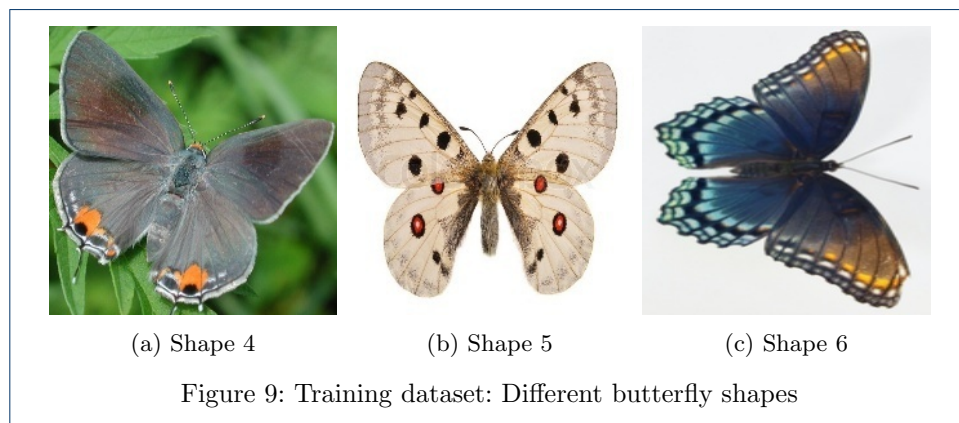 (a) Shape 4
(b) Shape 5
(c) Shape 6
Figure 9: Training dataset: Different butterfly shapes